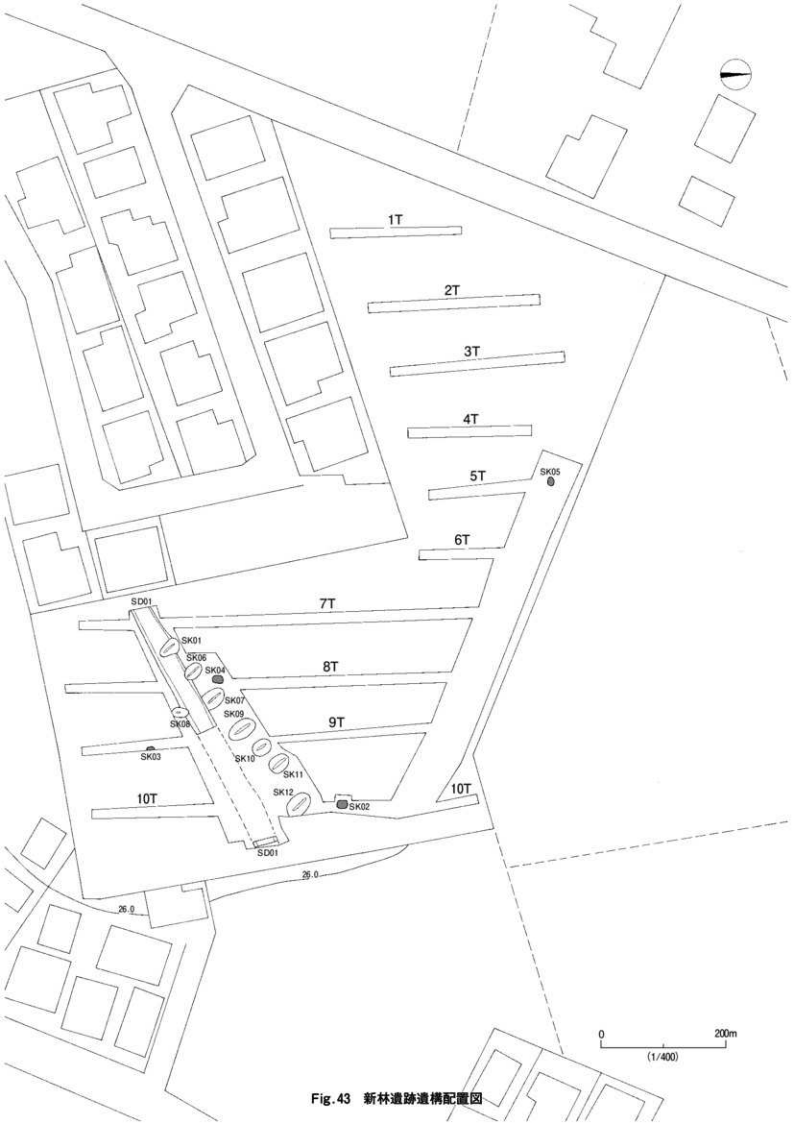 1T
2T
3T
4T
5T
SK05
6T
SD01
7T
SK01
SK06
SK04
8T
SK07
SK09
SK08
9T
SK10
SK03
SK11
SK12
10T
SK02
10T
SD01
26.0
26.0
0 200m
(1/400)
Fig.43 新林遺跡遺構配置図